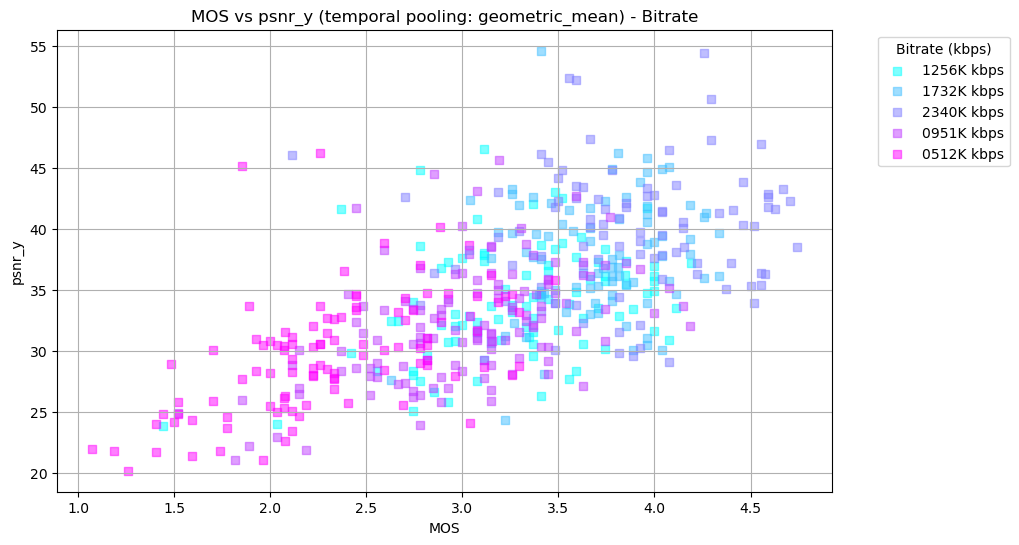 MOS vs psnr_y (temporal pooling: geometric_mean) - Bitrate
55
50
45
40
35
30
25
20
psnr_y
1.0 1.5 2.0 2.5 3.0 3.5 4.0 4.5
MOS
Bitrate (kbps)
1256K kbps
1732K kbps
2340K kbps
0951K kbps
0512K kbps